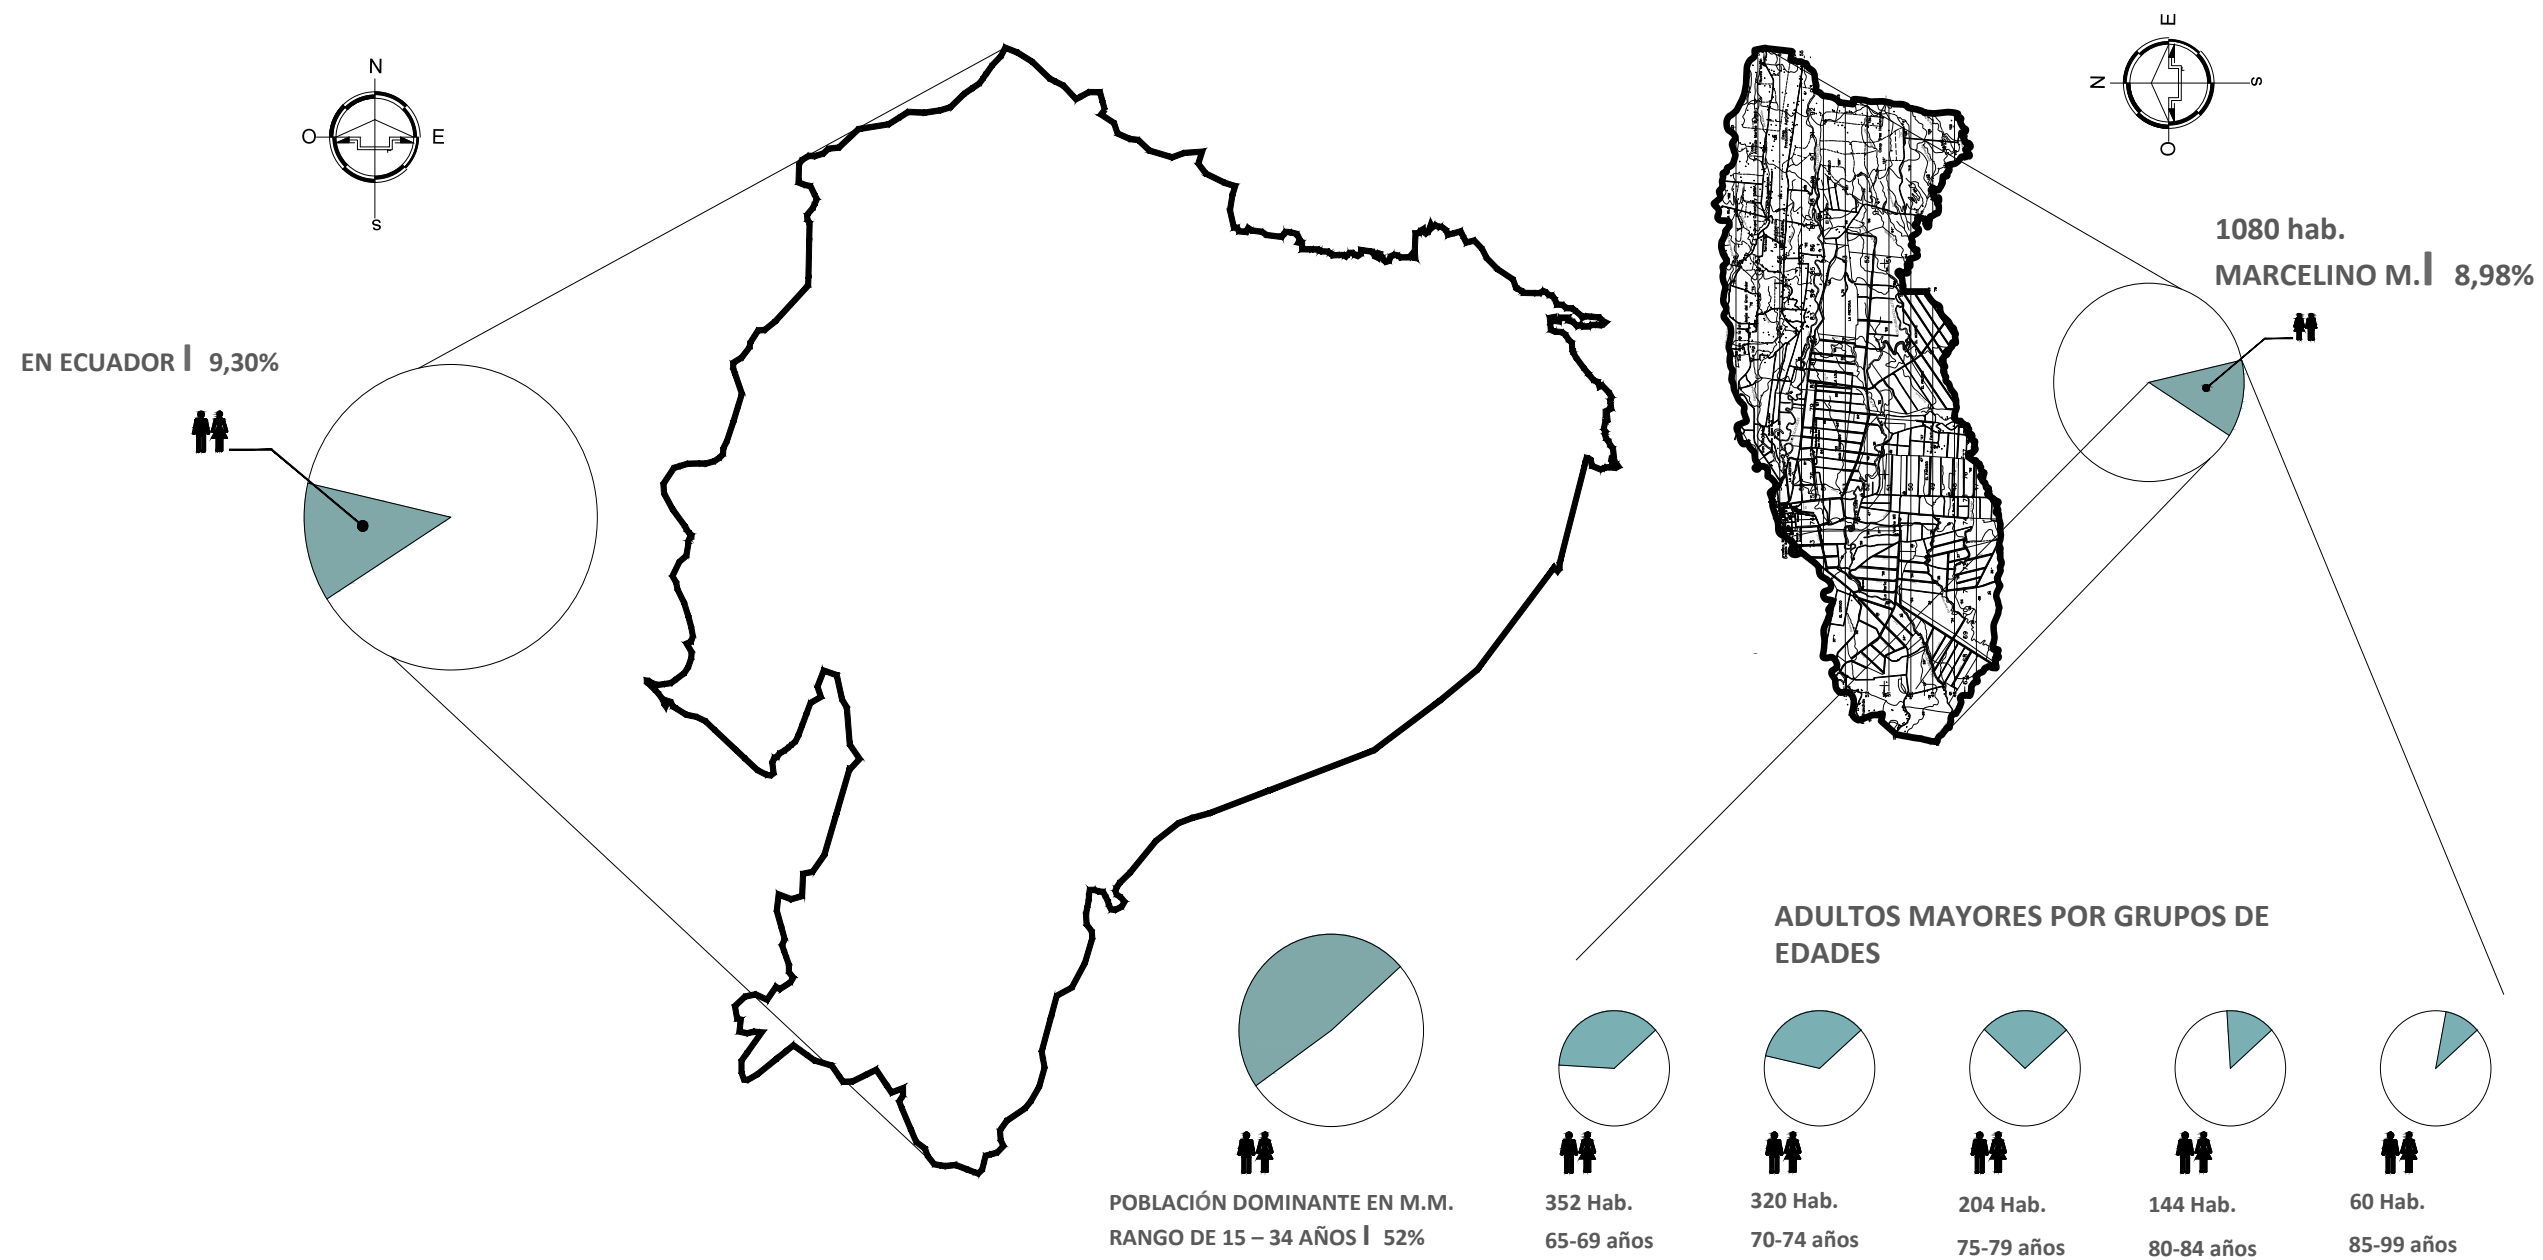 N
O
E
s
E
N
s
O
1080 hab.
MARCELINO M. | 8,98%
EN ECUADOR | 9,30%
ADULTOS MAYORES POR GRUPOS DE
EDADES
POBLACIÓN DOMINANTE EN M.M.
RANGO DE 15 – 34 AÑOS | 52%
352 Hab.
65-69 años
320 Hab.
70-74 años
204 Hab.
75-79 años
144 Hab.
80-84 años
60 Hab.
85-99 años